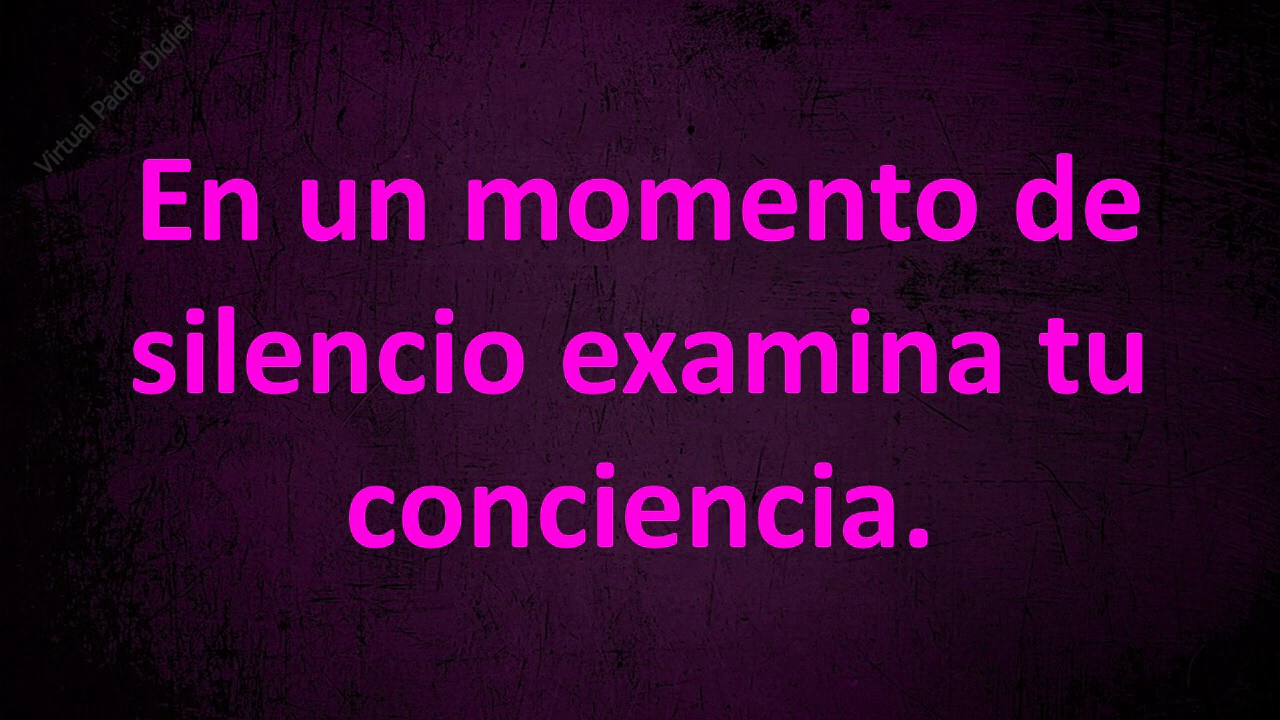 Virtual Padre Didier
En un momento de
silencio examina tu
conciencia.